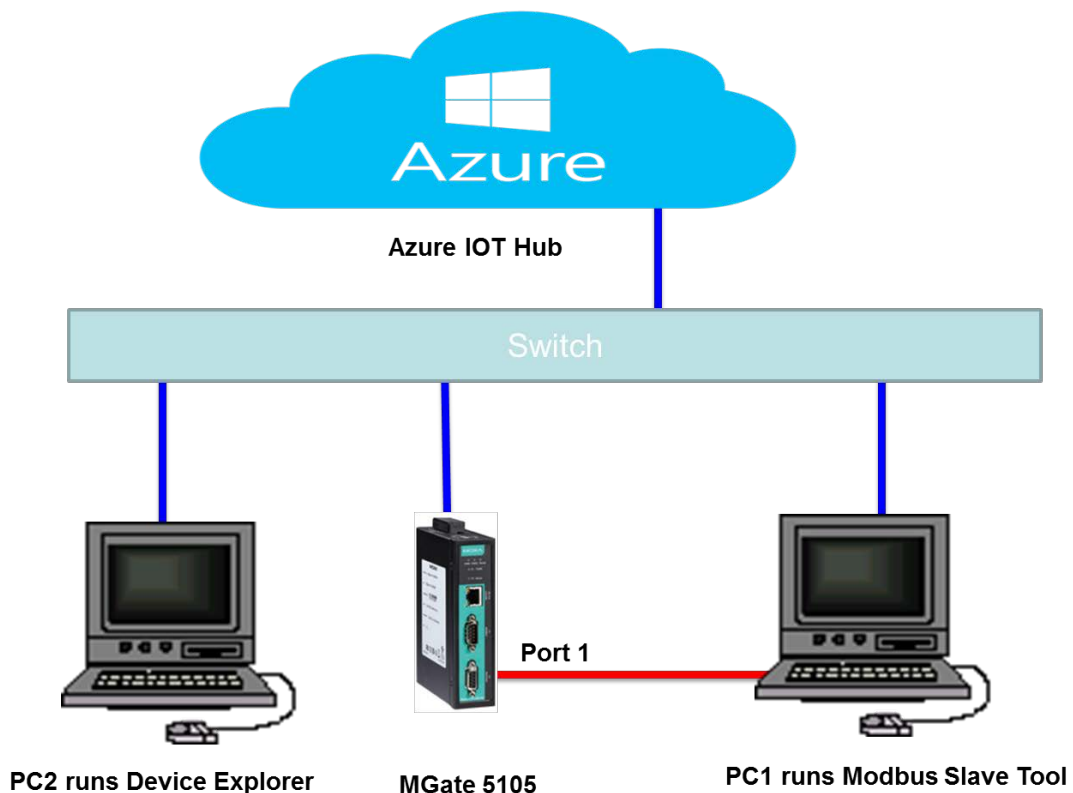 Azure
Azure IOT Hub
Switch
Port 1
PC2 runs Device Explorer
MGate 5105
PC1 runs Modbus Slave Tool